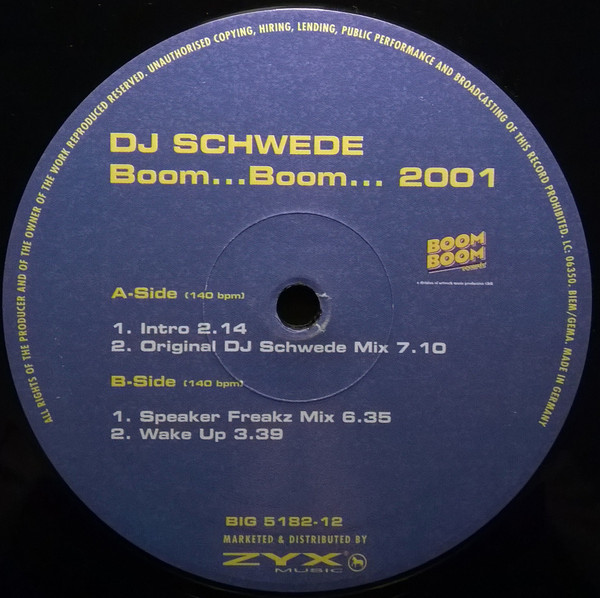 ALL RIGHTS OF THE PRODUCER AND OF THE OWNER OF THE WORK REPRODUCED RESERVED. UNAUTHORISED COPYING, HIRING, LENDING, PUBLIC PERFORMANCE AND BROADCASTING OF THIS RECORD PROHIBITED. LC: 06350. BIEM/GEMA. MADE IN GERMANY
DJ SCHWEDE
Boom...Boom... 2001
BOOM
BOOM
A-Side (140 bpm)
1. Intro 2.14
2. Original DJ Schwede Mix 7.10
B-Side (140 bpm)
1. Speaker Freakz Mix 6.35
2. Wake Up 3.39
BIG 5182-12
MARKETED & DISTRIBUTED BY
ZYX®
MUSIC